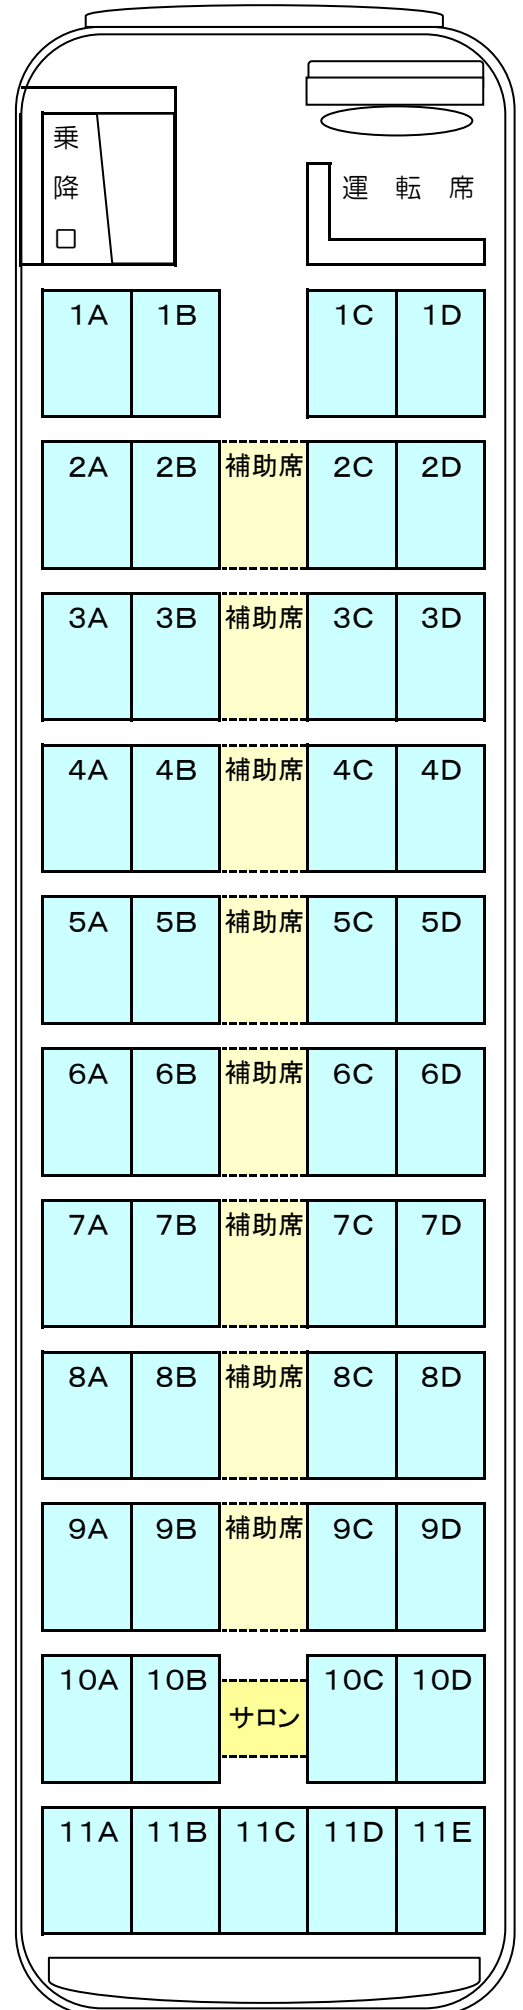 乗
降
口
運 転 席
1A 1B 1C 1D
2A 2B 補助席 2C 2D
3A 3B 補助席 3C 3D
4A 4B 補助席 4C 4D
5A 5B 補助席 5C 5D
6A 6B 補助席 6C 6D
7A 7B 補助席 7C 7D
8A 8B 補助席 8C 8D
9A 9B 補助席 9C 9D
10A 10B 10C 10D
サロン
11A 11B 11C 11D 11E